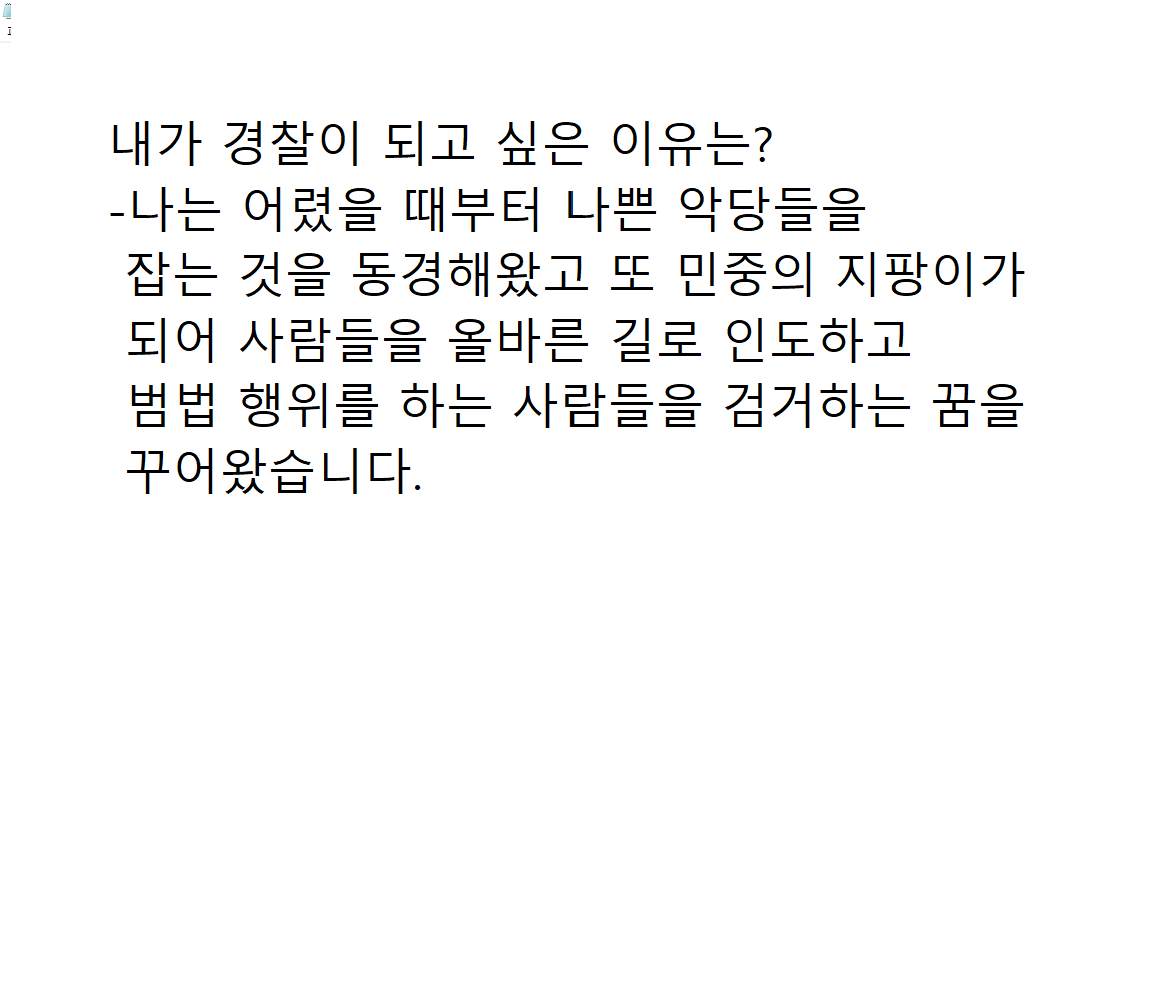 내가 경찰이 되고 싶은 이유는?
-나는 어렸을 때부터 나쁜 악당들을
잡는 것을 동경해왔고 또 민중의 지팡이가
되어 사람들을 올바른 길로 인도하고
범법 행위를 하는 사람들을 검거하는 꿈을
꾸어왔습니다.